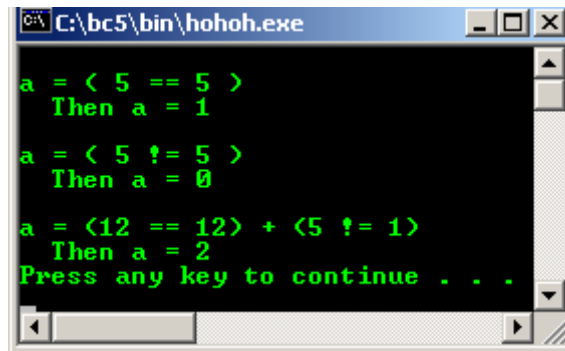 C:\bc5\bin\hohoh.exe
a = ( 5 == 5 )
Then a = 1
a = ( 5 != 5 )
Then a = 0
a = (12 == 12) + (5 != 1)
Then a = 2
Press any key to continue . . .